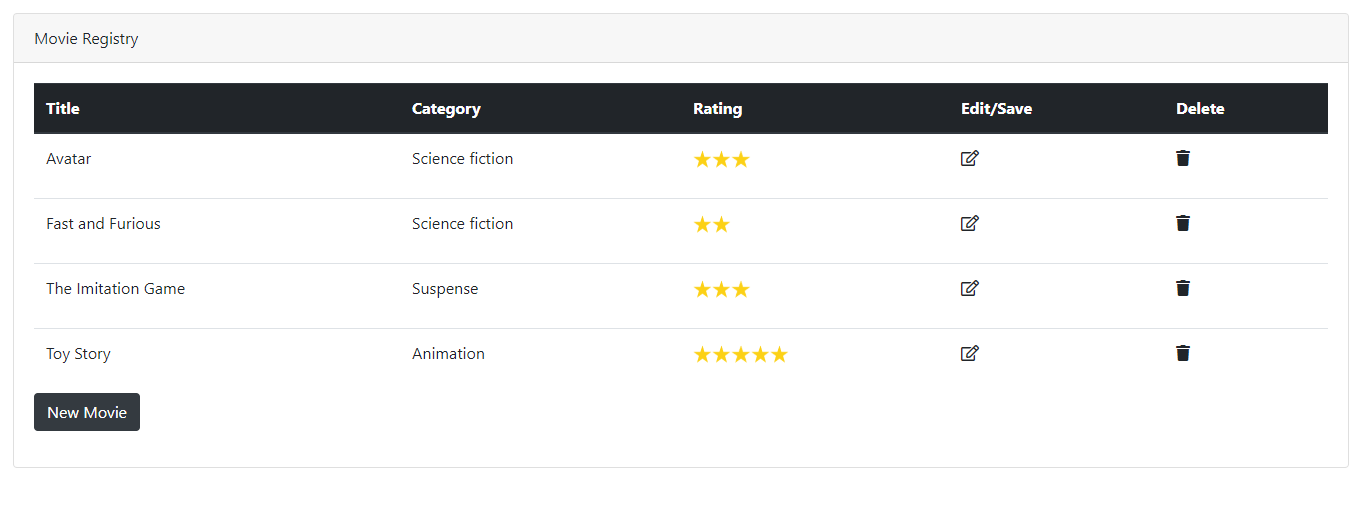 Movie Registry
Title Category Rating Edit/Save Delete
Avatar Science fiction
Fast and Furious Science fiction
The Imitation Game Suspense
Toy Story Animation
New Movie